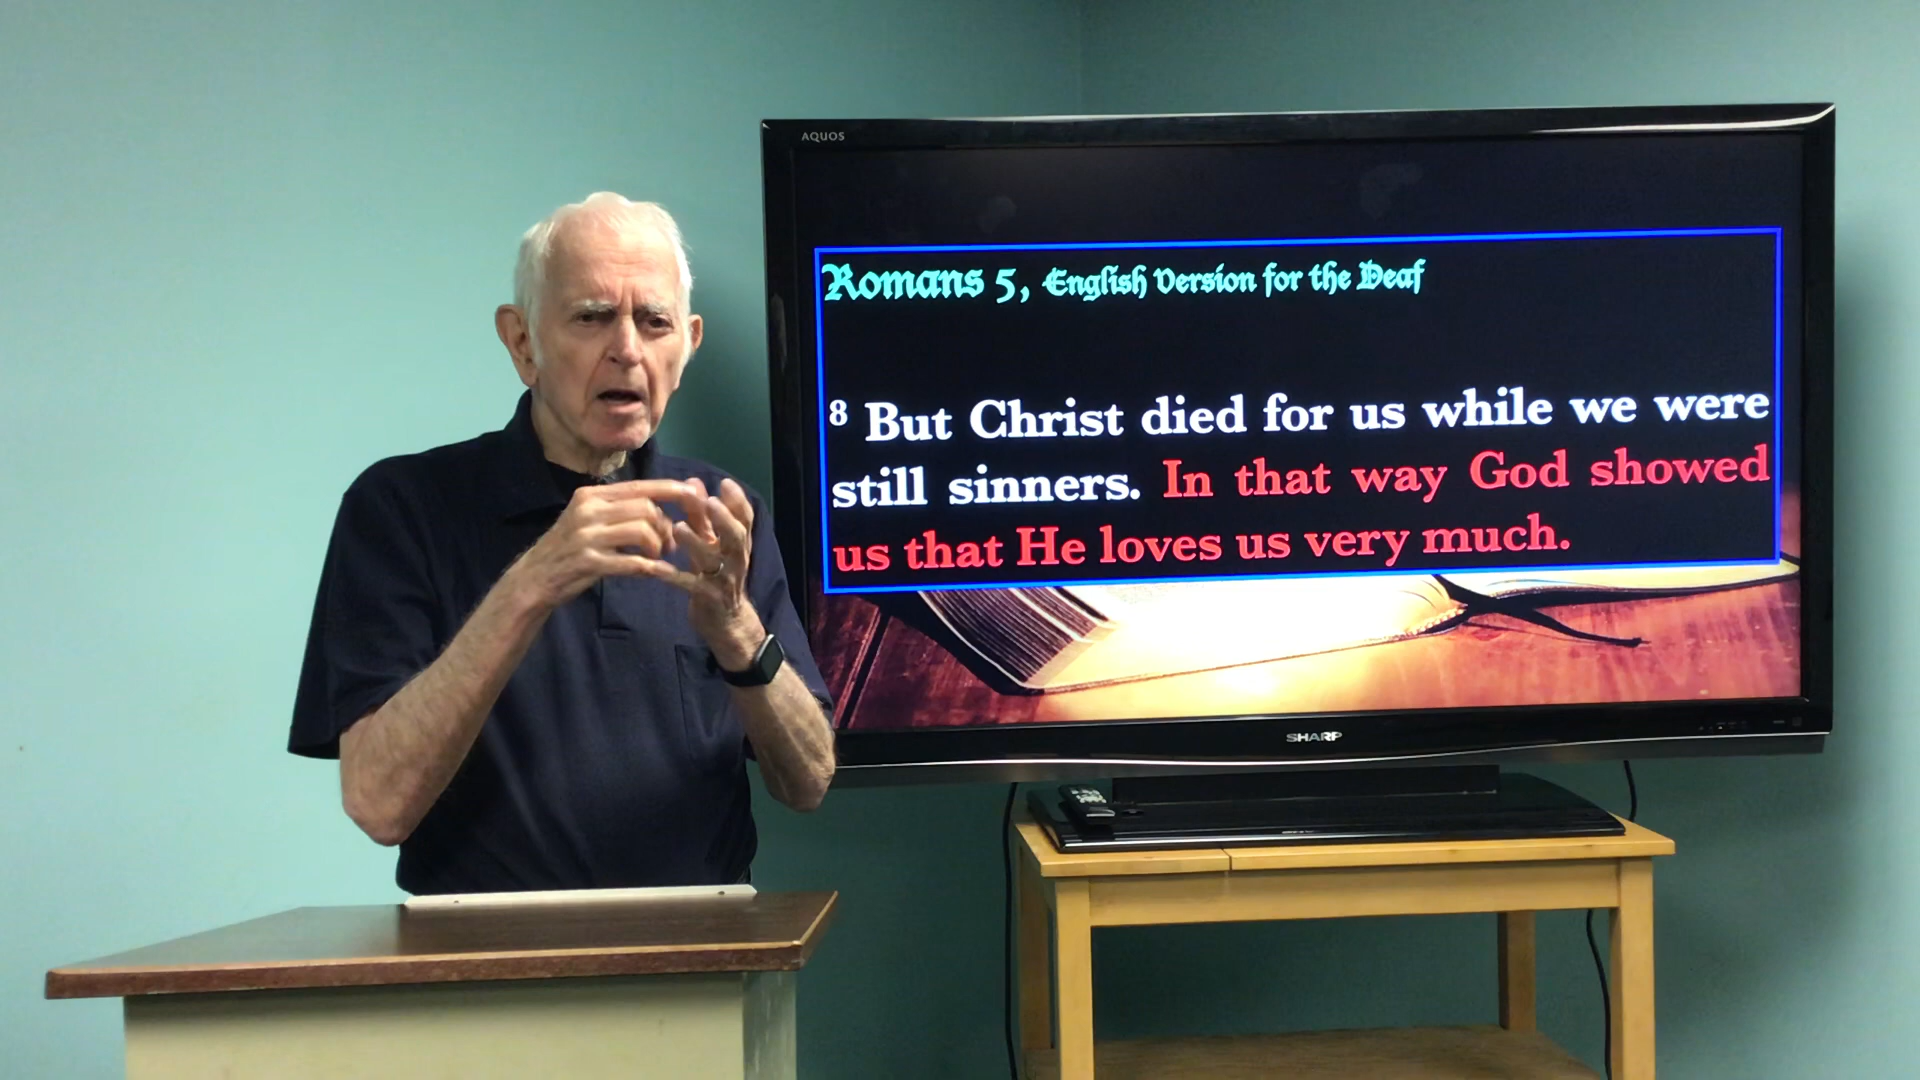 AQUOS
Romans 5, English Version for the Deaf
8 But Christ died for us while we were
still sinners. In that way God showed
us that He loves us very much.
SHARP